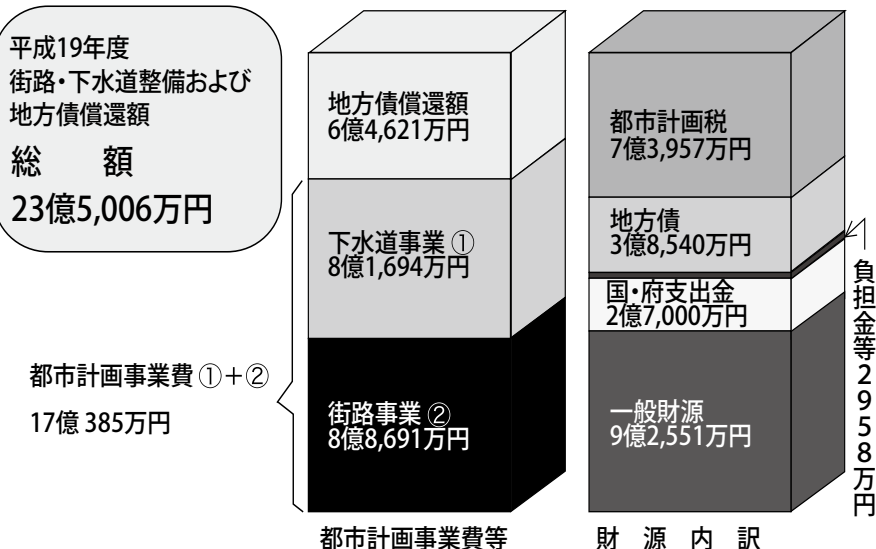 平成19年度
街路・下水道整備および
地方債償還額
総　額
23億5,006万円
地方債償還額
6億4,621万円
下水道事業 ①
8億1,694万円
都市計画事業費 ①＋②
17億 385万円
街路事業 ②
8億8,691万円
都市計画事業費等
都市計画税
7億3,957万円
地方債
3億8,540万円
国・府支出金
2億7,000万円
一般財源
9億2,551万円
負担金等2958万円
財 源 内 訳